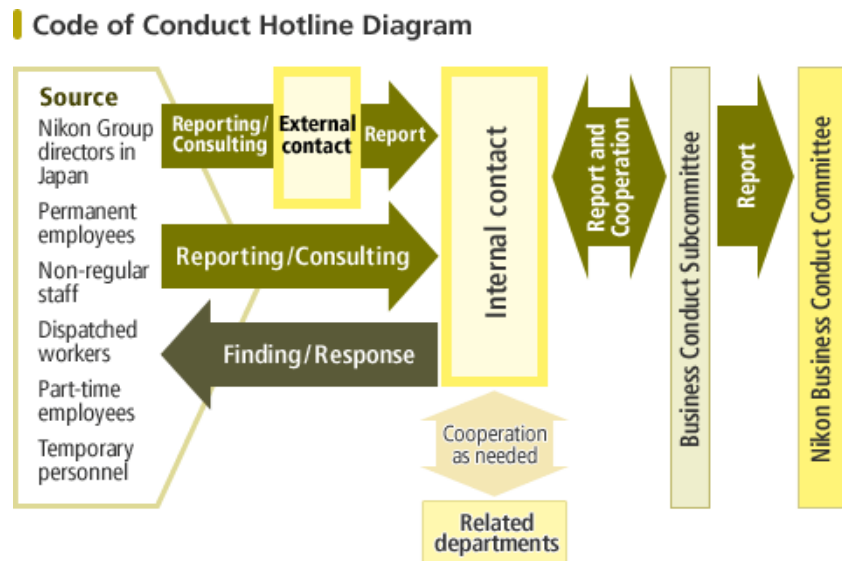 Code of Conduct Hotline Diagram
Source
Nikon Group
directors in
Japan
Permanent
employees
Non-regular
staff
Dispatched
workers
Part-time
employees
Temporary
personnel
Reporting/
Consulting
External
contact
Report
Reporting/Consulting
Finding/Response
Internal contact
Cooperation
as needed
Related
departments
Report and
Cooperation
Business Conduct Subcommittee
Report
Nikon Business Conduct Committee